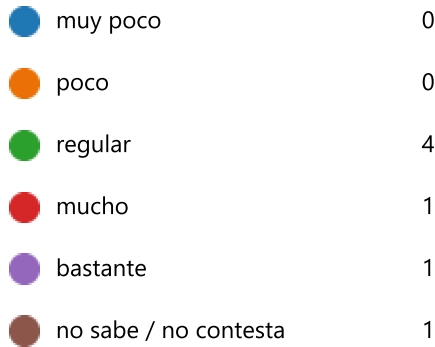 muy poco 0
poco 0
regular 4
mucho 1
bastante 1
no sabe / no contesta 1